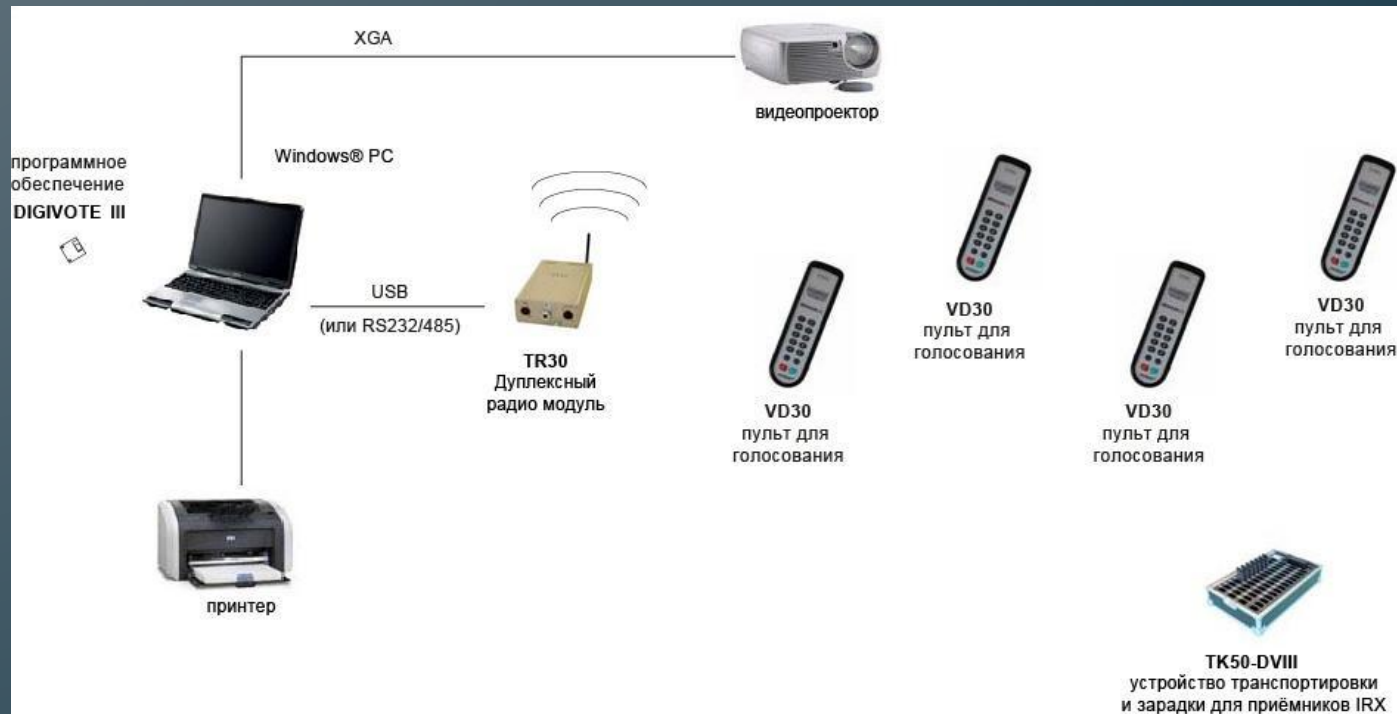 XGA
видеопроектор
Windows® PC
программное
обеспечение
DIGIVOTE III
USB
(или RS232/485)
TR30
Дуплексный
радио модуль
VD30
пульт для
голосования
VD30
пульт для
голосования
VD30
пульт для
голосования
VD30
пульт для
голосования
принтер
TK50-DVIII
устройство транспортировки
и зарадки для приёмников IRX